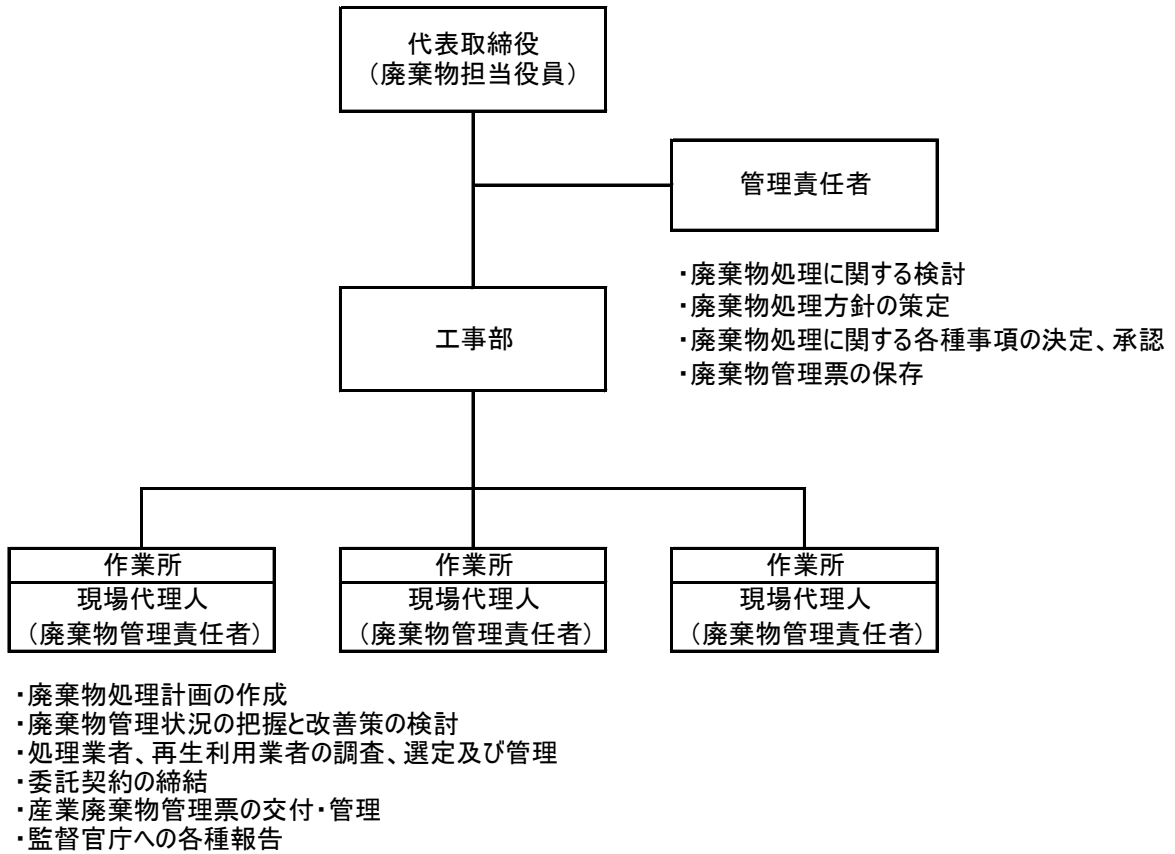 代表取締役
（廃棄物担当役員）
管理責任者
・廃棄物処理に関する検討
・廃棄物処理方針の策定
・廃棄物処理に関する各種事項の決定、承認
・廃棄物管理票の保存
工事部
作業所
現場代理人
（廃棄物管理責任者）
作業所
現場代理人
（廃棄物管理責任者）
作業所
現場代理人
（廃棄物管理責任者）
・廃棄物処理計画の作成
・廃棄物管理状況の把握と改善策の検討
・処理業者、再生利用業者の調査、選定及び管理
・委託契約の締結
・産業廃棄物管理票の交付・管理
・監督官庁への各種報告